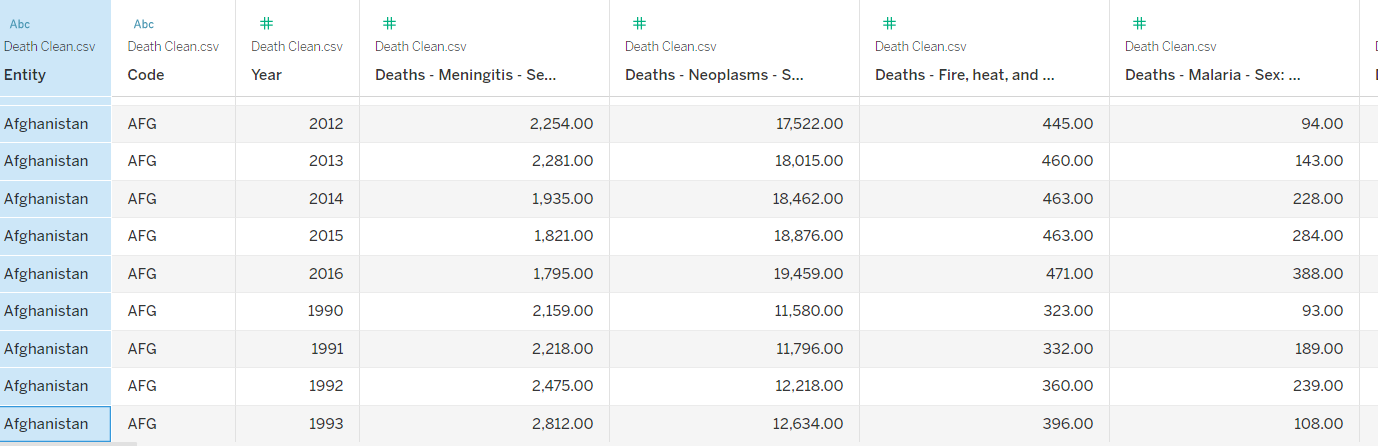 Abc Abc # # # # #
Death Clean.csv Death Clean.csv Death Clean.csv Death Clean.csv Death Clean.csv Death Clean.csv Death Clean.csv
Entity Code Year Deaths - Meningitis - Se... Deaths - Neoplasms - S... Deaths - Fire, heat, and ... Deaths - Malaria - Sex: ...
Afghanistan AFG 2012 2,254.00 17,522.00 445.00 94.00
Afghanistan AFG 2013 2,281.00 18,015.00 460.00 143.00
Afghanistan AFG 2014 1,935.00 18,462.00 463.00 228.00
Afghanistan AFG 2015 1,821.00 18,876.00 463.00 284.00
Afghanistan AFG 2016 1,795.00 19,459.00 471.00 388.00
Afghanistan AFG 1990 2,159.00 11,580.00 323.00 93.00
Afghanistan AFG 1991 2,218.00 11,796.00 332.00 189.00
Afghanistan AFG 1992 2,475.00 12,218.00 360.00 239.00
Afghanistan AFG 1993 2,812.00 12,634.00 396.00 108.00